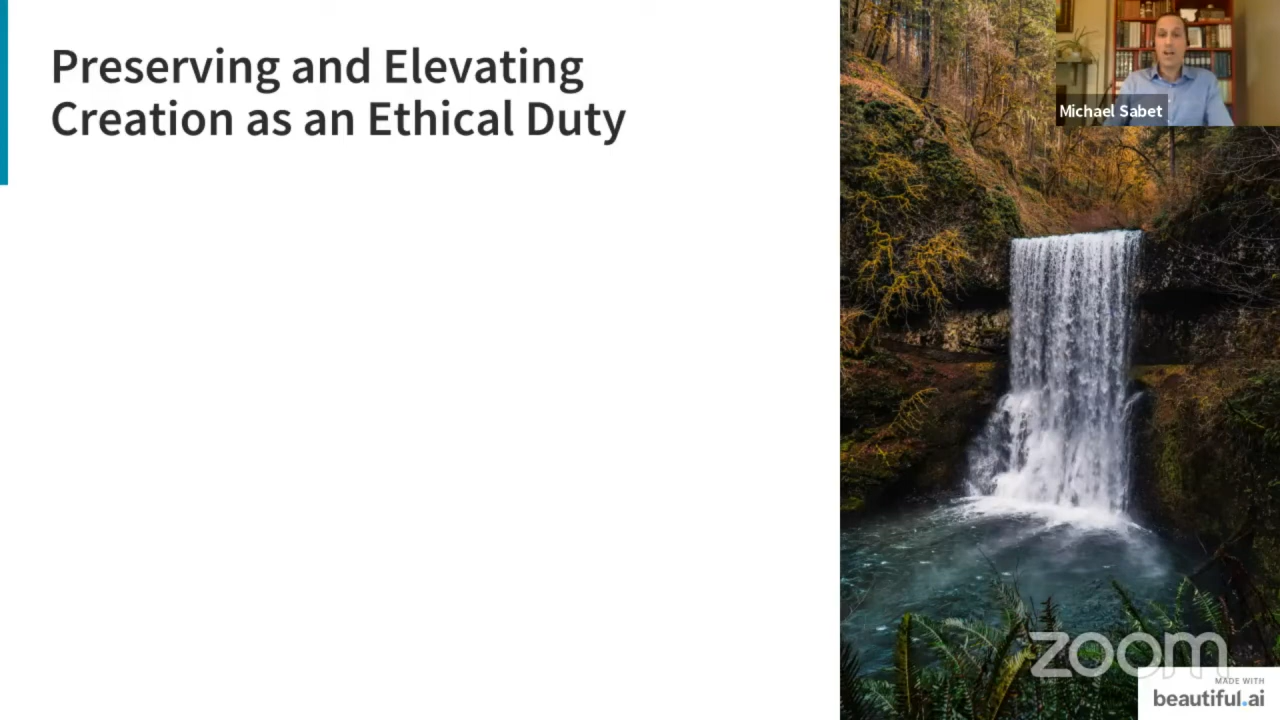 Preserving and Elevating
Creation as an Ethical Duty
Michael Sabet
zoom
MADE WITH
beautiful.ai